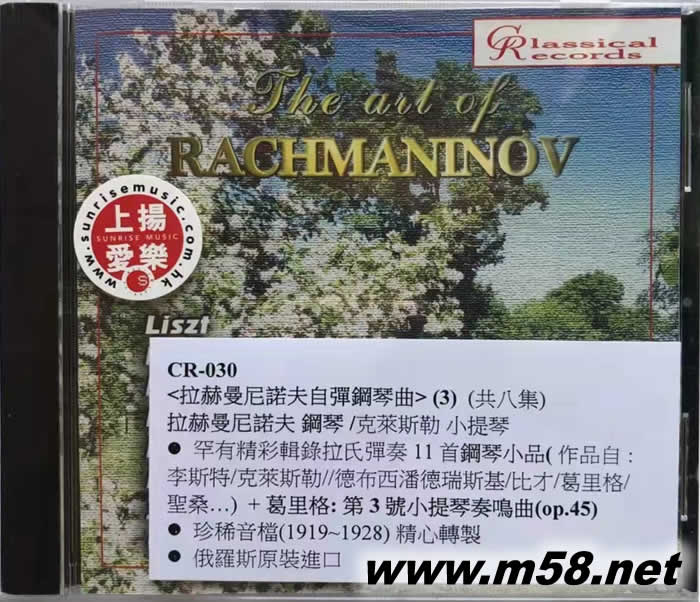 Classical
Records
The art of
RACHMANINOV
www.sunrisemusic.com.hk
上揚
SUNRISE MUSIC
愛樂
S
Liszt
CR-030
<拉赫曼尼諾夫自彈鋼琴曲> (3) (共八集)
拉赫曼尼諾夫 鋼琴 /克萊斯勒 小提琴
● 罕有精彩輯錄拉氏彈奏 11 首鋼琴小品( 作品自 :
李斯特/克萊斯勒//德布西潘德瑞斯基/比才/葛里格/
聖桑…) + 葛里格: 第 3 號小提琴奏鳴曲(op.45)
● 珍稀音檔(1919~1928) 精心轉製
● 俄羅斯原裝進口
www.m58.net